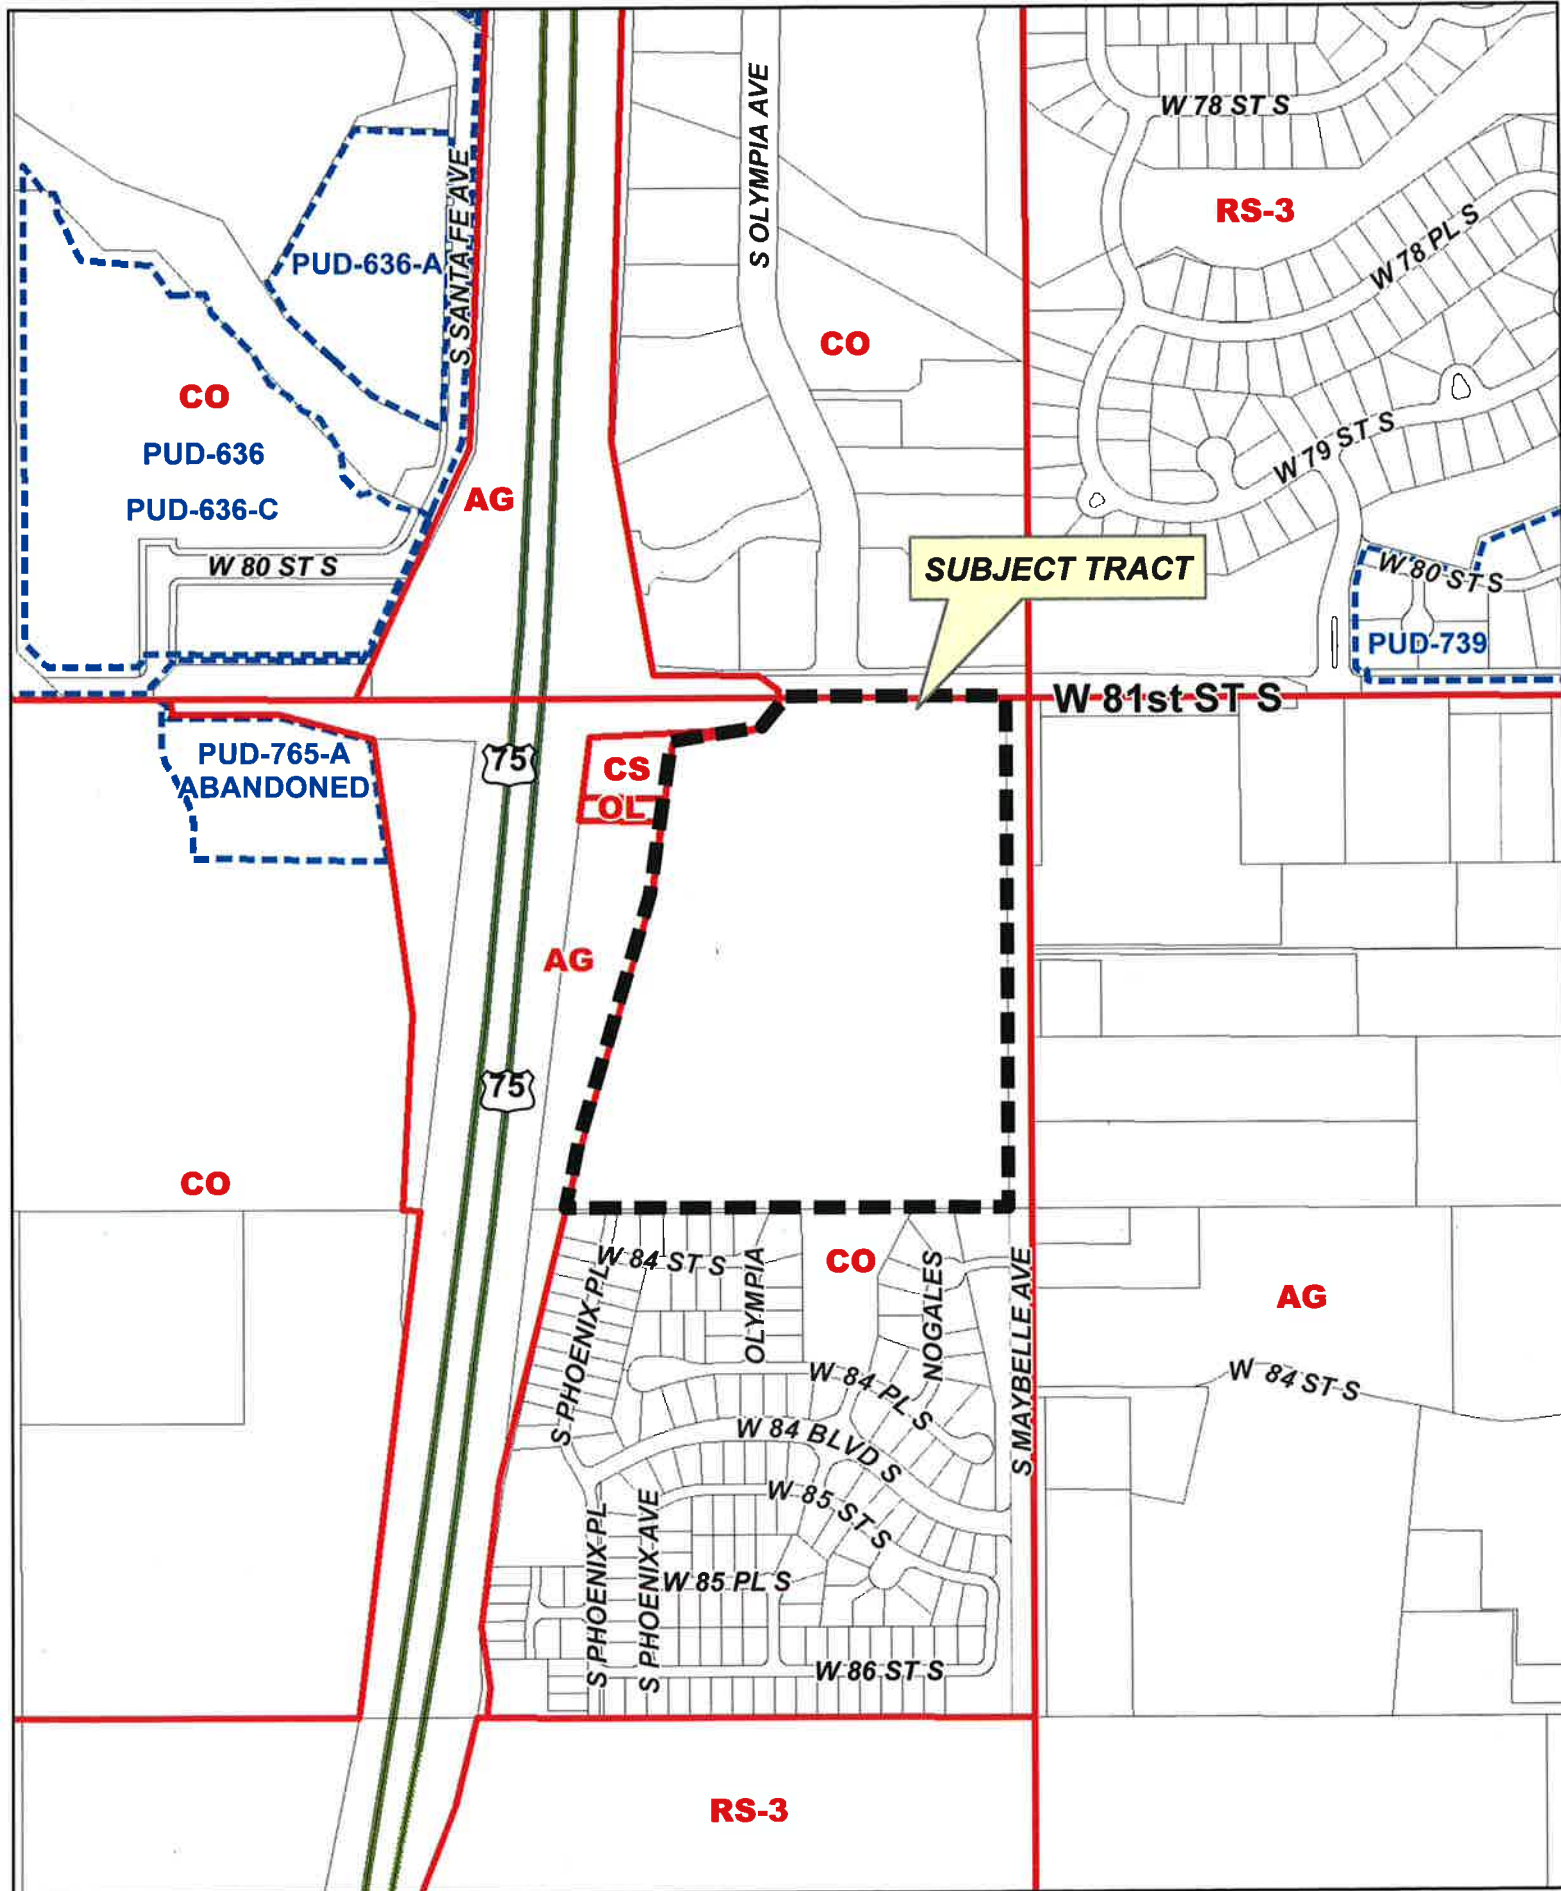 W 78 ST S
S OLYMPIA AVE
RS-3
S SANTA FE AVE
W 78 PL S
PUD-636-A
CO
CO
PUD-636
W 79 ST S
AG
PUD-636-C
W 80 ST S
SUBJECT TRACT
W 80 ST S
PUD-739
W 81st ST S
PUD-765-A
ABANDONED
75
CS
OL
AG
75
CO
W 84 ST S
CO
OLYMPIA
NOGALES
S MAYBELLE AVE
AG
S PHOENIX PL
W 84 PL S
W 84 ST S
W 84 BLVD S
W 85 ST S
S PHOENIX PL
S PHOENIX AVE
W 85 PL S
W 86 ST S
RS-3